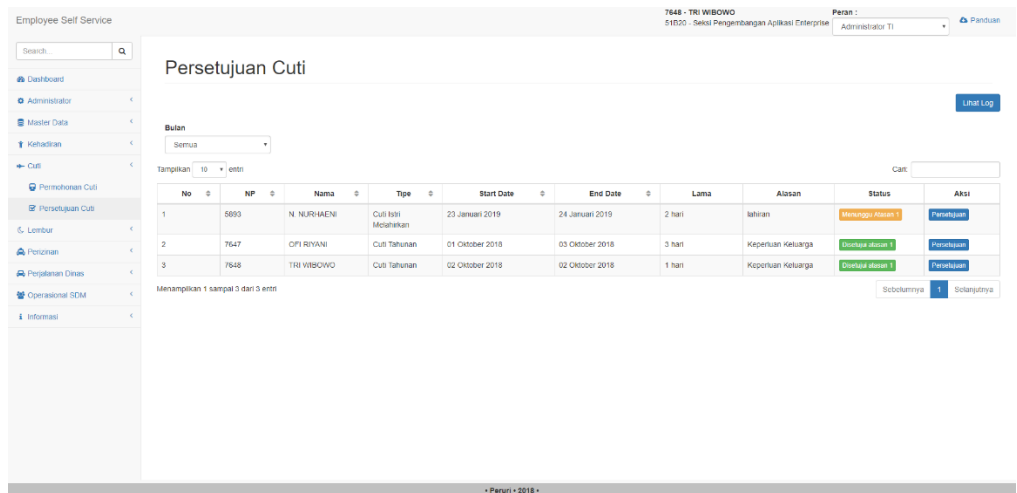 Employee Self Service
7648 - TRI WIBOWO
51B20 - Seksi Pengembangan Aplikasi Enterprise
Peran :
Administrator TI
Panduan
Search...
Dashboard
Administrator
Master Data
Kehadiran
Cuti
Permohonan Cuti
Persetujuan Cuti
Lembur
Perizinan
Perjalanan Dinas
Operasional SDM
Informasi
Persetujuan Cuti
Lihat Log
Bulan
Semua
Tampilkan 10 entri
Cari:
No NP Nama Tipe Start Date End Date Lama Alasan Status Aksi
1 5893 N. NURHAENI Cuti Istri Melahirkan 23 Januari 2019 24 Januari 2019 2 hari lahiran Menunggu Atasan 1 Persetujuan
2 7647 OFI RIYANI Cuti Tahunan 01 Oktober 2018 03 Oktober 2018 3 hari Keperluan Keluarga Disetujui atasan 1 Persetujuan
3 7648 TRI WIBOWO Cuti Tahunan 02 Oktober 2018 02 Oktober 2018 1 hari Keperluan Keluarga Disetujui atasan 1 Persetujuan
Menampilkan 1 sampai 3 dari 3 entri
Sebelumnya 1 Selanjutnya
• Peruri • 2018 •